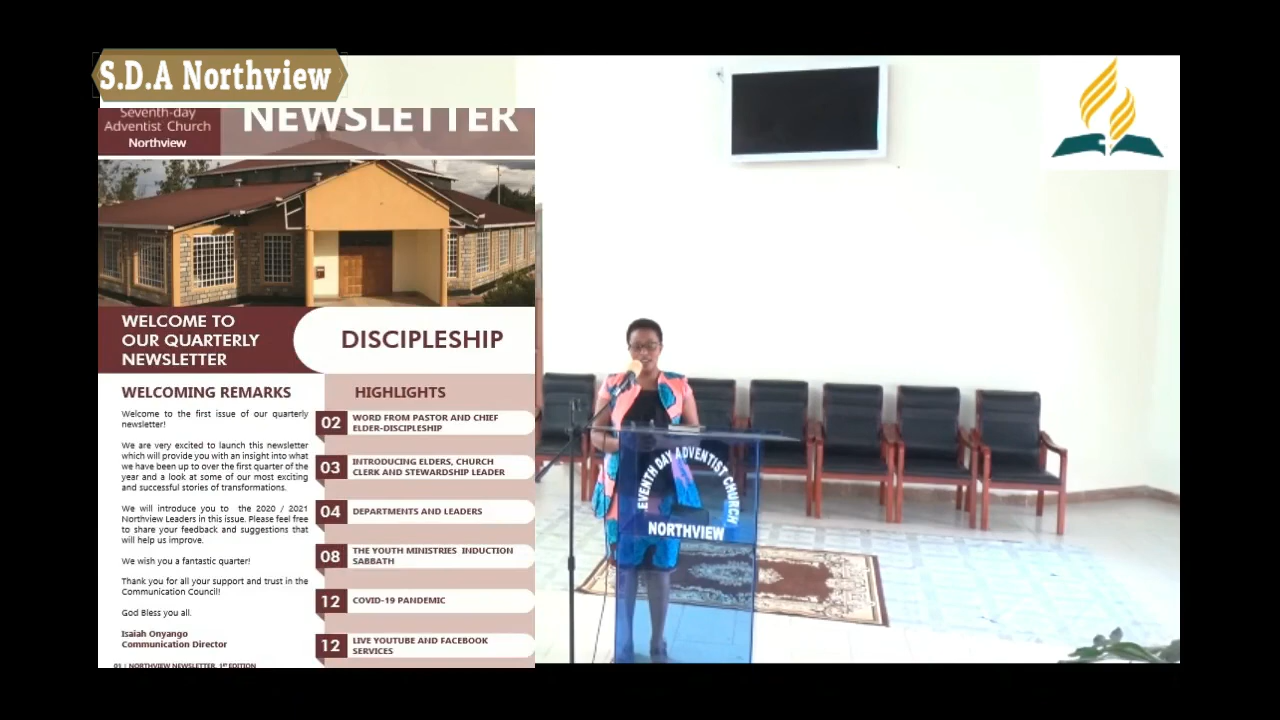 S.D.A Northview
Seventh-day
Adventist Church
Northview
NEWSLETTER
WELCOME TO
OUR QUARTERLY
NEWSLETTER
DISCIPLESHIP
WELCOMING REMARKS
Welcome to the first issue of our quarterly
newsletter!
We are very excited to launch this newsletter
which will provide you with an insight into what
we have been up to over the first quarter of the
year and a look at some of our most exciting
and successful stories of transformations.
We will introduce you to the 2020 / 2021
Northview Leaders in this issue. Please feel free
to share your feedback and suggestions that
will help us improve.
We wish you a fantastic quarter!
Thank you for all your support and trust in the
Communication Council!
God Bless you all.
Isaiah Onyango
Communication Director
01 | NORTHVIEW NEWSLETTER, 1ST EDITION
HIGHLIGHTS
02 WORD FROM PASTOR AND CHIEF
ELDER-DISCIPLESHIP
03 INTRODUCING ELDERS, CHURCH
CLERK AND STEWARDSHIP LEADER
04 DEPARTMENTS AND LEADERS
08 THE YOUTH MINISTRIES INDUCTION
SABBATH
12 COVID-19 PANDEMIC
12 LIVE YOUTUBE AND FACEBOOK
SERVICES
EVENTH DAY ADVENTIST CHURCH
NORTHVIEW